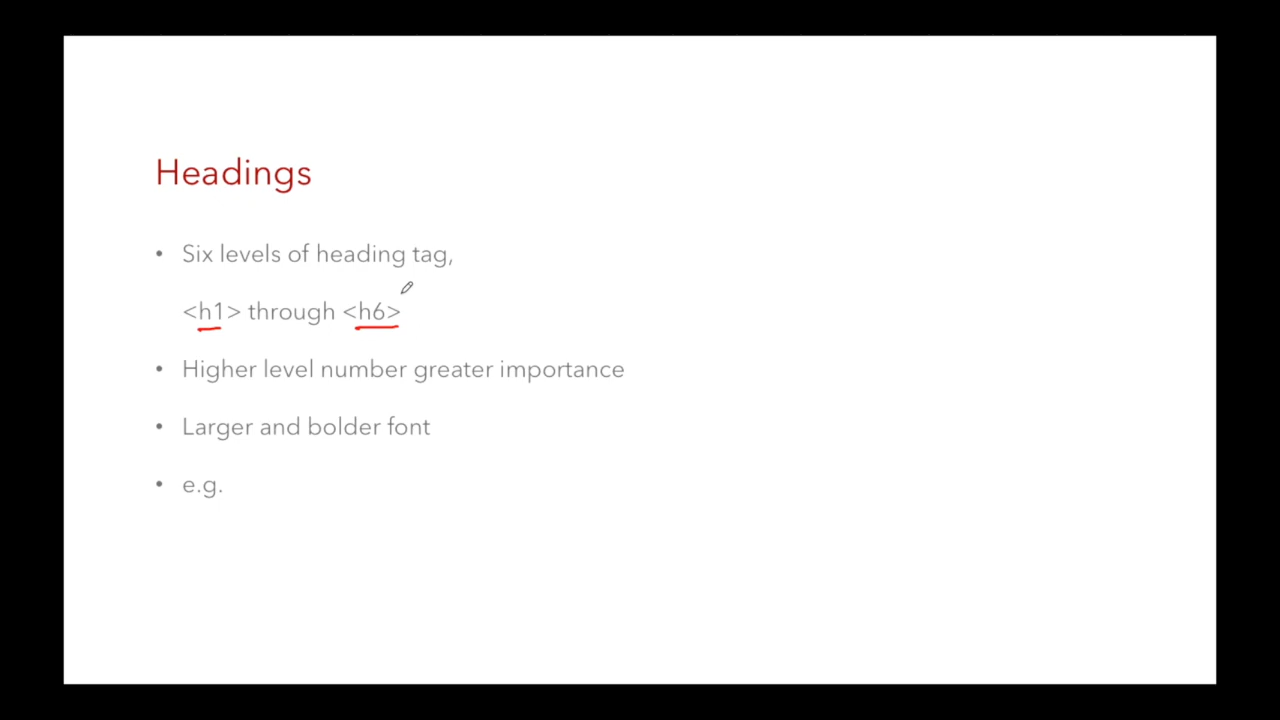 Headings
• Six levels of heading tag,
<h1> through <h6>
• Higher level number greater importance
• Larger and bolder font
• e.g.